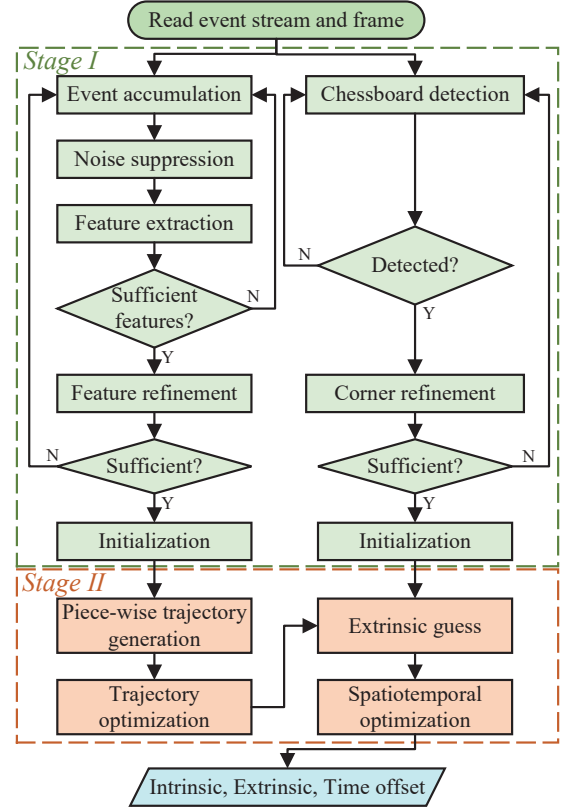 Read event stream and frame
Stage I
Event accumulation
Chessboard detection
Noise suppression
Feature extraction
N
Detected?
Sufficient
features?
N
Y
Y
Feature refinement
Corner refinement
N
Sufficient?
Sufficient?
N
Y
Y
Initialization
Initialization
Stage II
Piece-wise trajectory
generation
Extrinsic guess
Trajectory
optimization
Spatiotemporal
optimization
Intrinsic, Extrinsic, Time offset